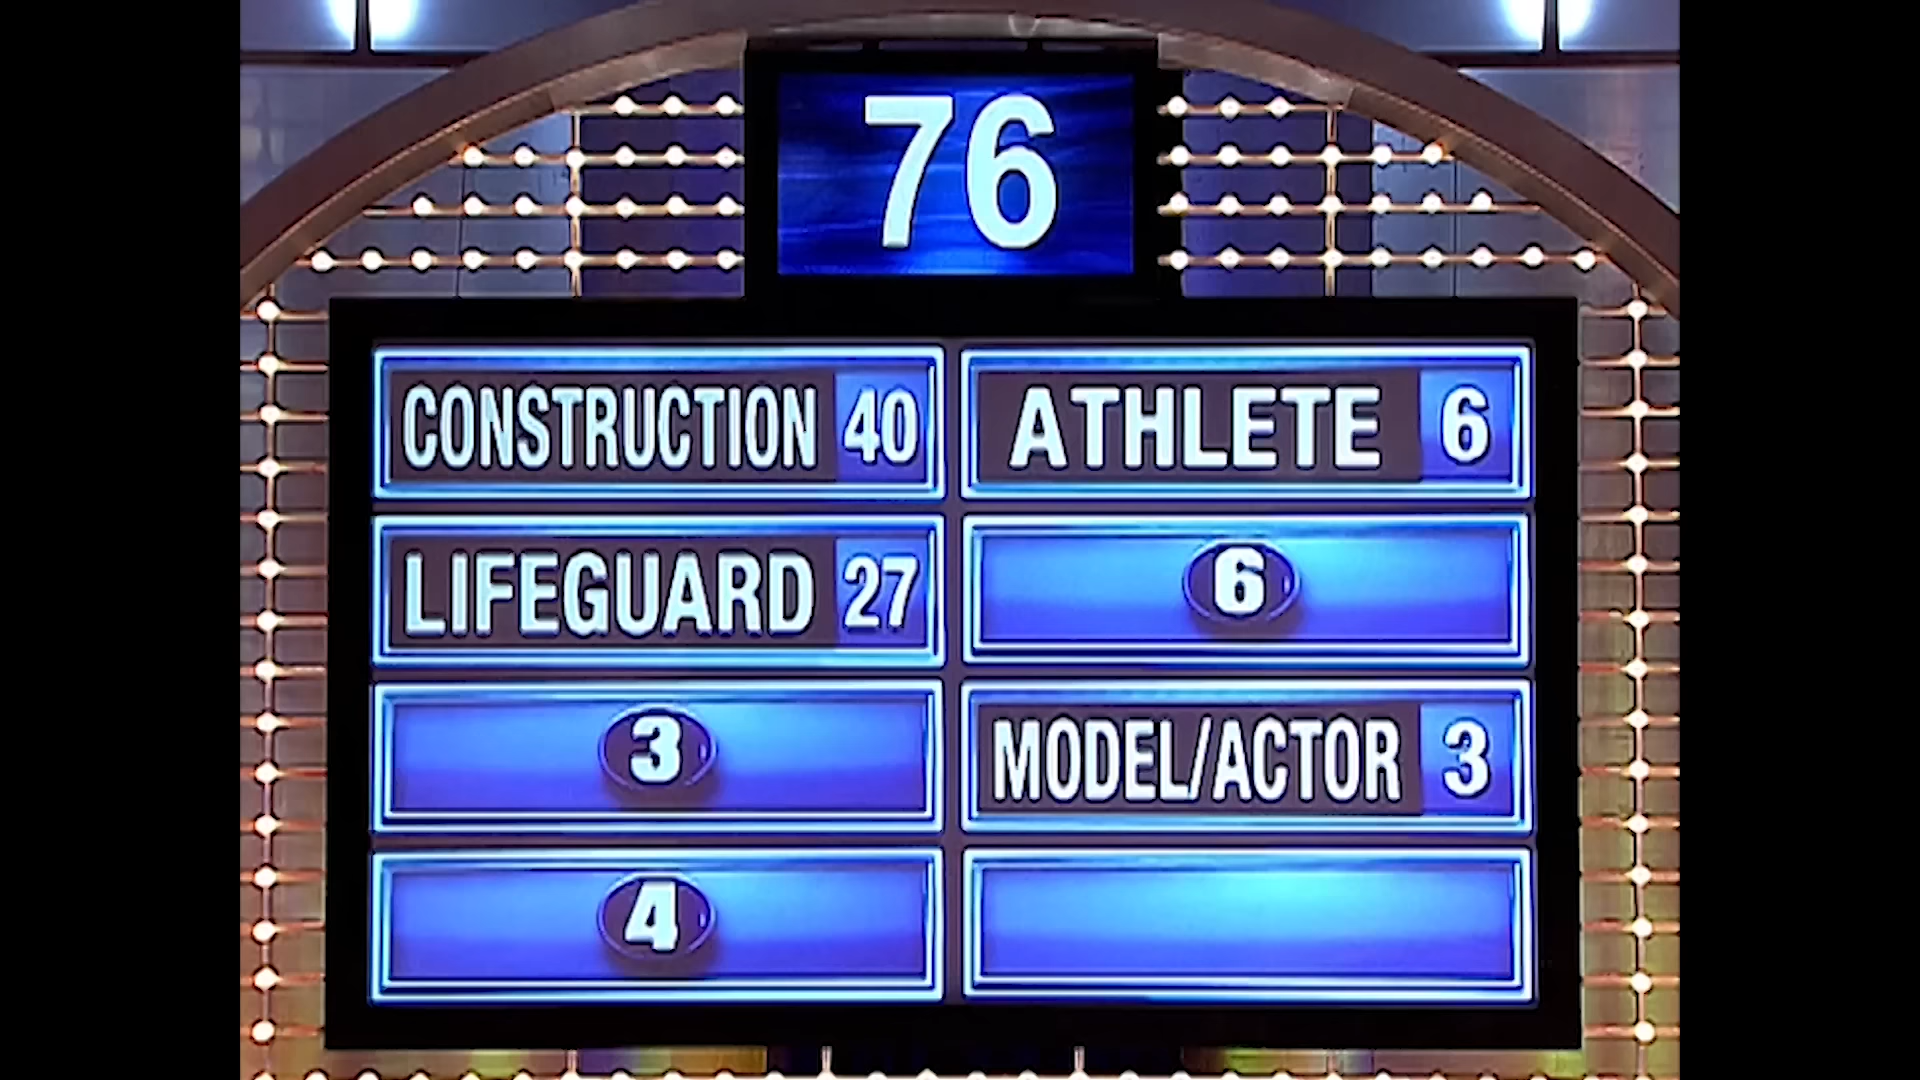 76
CONSTRUCTION 40
LIFEGUARD 27
3
4
ATHLETE 6
6
MODEL/ACTOR 3